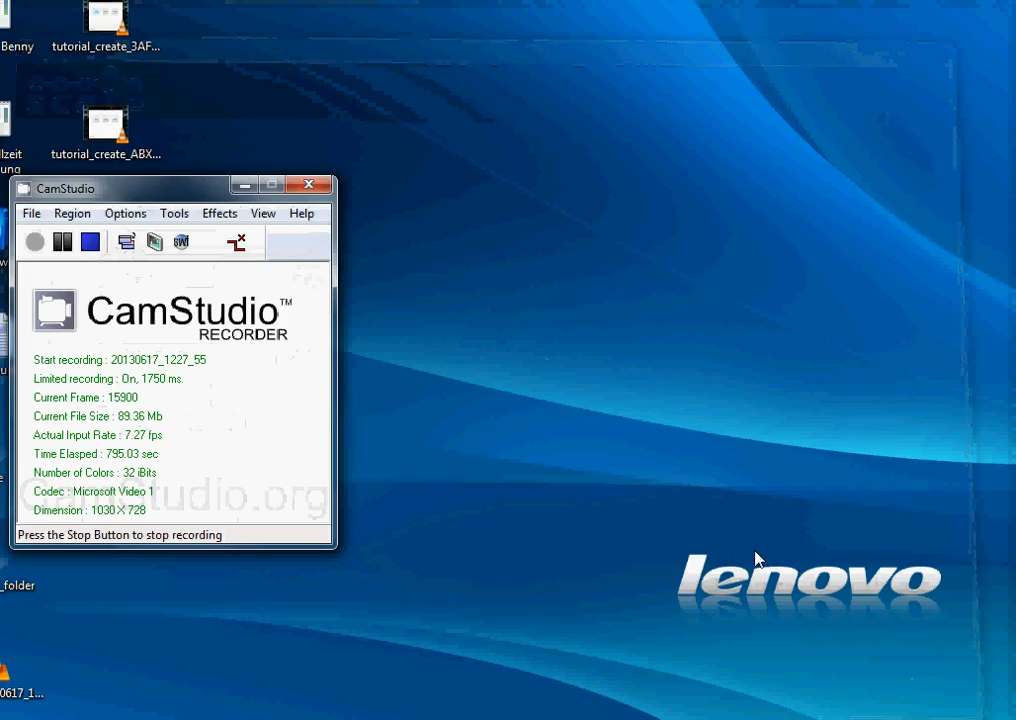 Benny
tutorial_create_3AF...
lzeit
ung
tutorial_create_ABX...
CamStudio
File Region Options Tools Effects View Help
CamStudio™
RECORDER
Start recording : 20130617_1227_55
Limited recording : On, 1750 ms.
Current Frame : 15900
Current File Size : 89.36 Mb
Actual Input Rate : 7.27 fps
Time Elasped : 795.03 sec
Number of Colors : 32 iBits
Codec : Microsoft Video 1
Dimension : 1030 X 728
CamStudio.org
Press the Stop Button to stop recording
lenovo
_folder
0617_1...